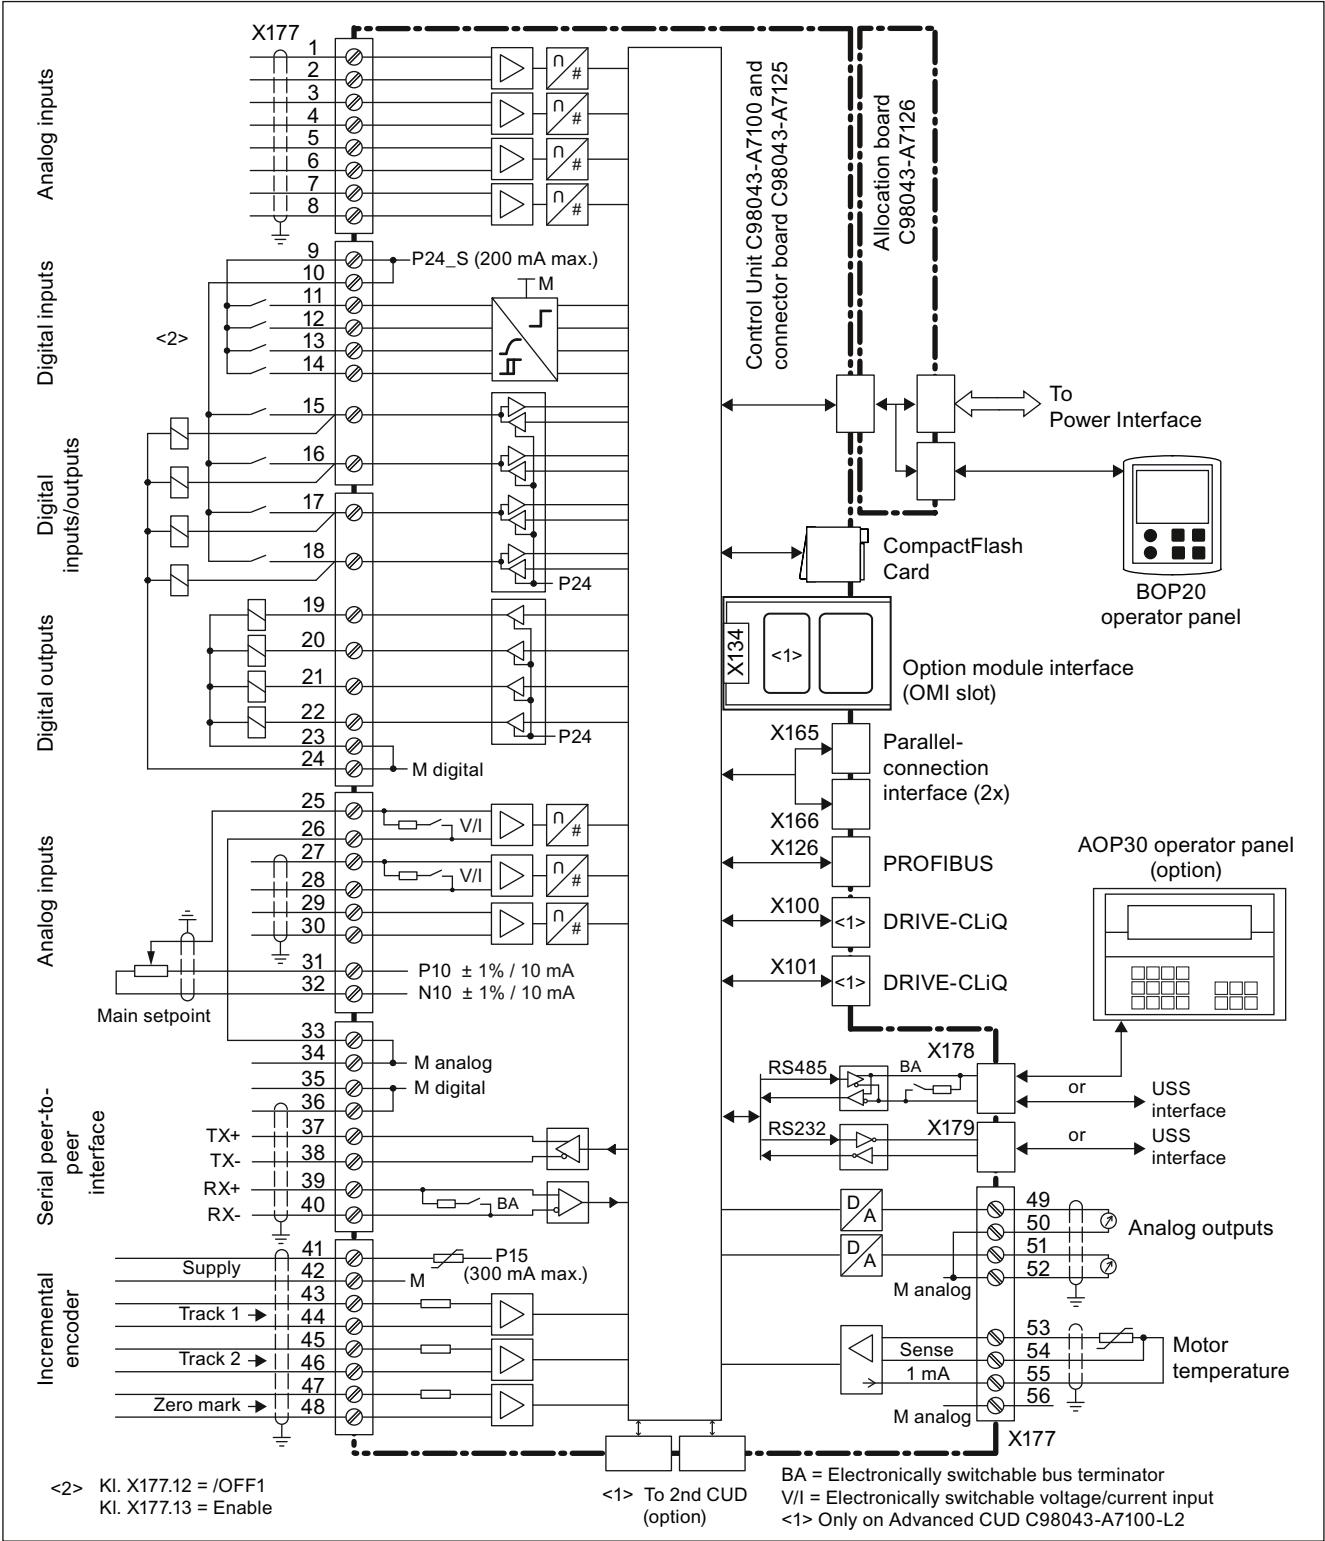 X177
Analog inputs
1
2
3
4
5
6
7
8
∩
#
∩
#
∩
#
∩
#
Control Unit C98043-A7100 and
connector board C98043-A7125
Allocation board
C98043-A7126
Digital inputs
<2>
9
10
11
12
13
14
P24_S (200 mA max.)
M
To
Power Interface
Digital
inputs/outputs
15
16
17
18
P24
BOP20
operator panel
CompactFlash
Card
Digital outputs
19
20
21
22
23
24
P24
M digital
X134
<1>
Option module interface
(OMI slot)
X165
X166
Parallel-
connection
interface (2x)
X126
PROFIBUS
X100
<1>
DRIVE-CLiQ
X101
<1>
DRIVE-CLiQ
AOP30 operator panel
(option)
Analog inputs
25
26
27
28
29
30
31
32
V/I
∩
#
V/I
∩
#
∩
#
P10 ± 1% / 10 mA
N10 ± 1% / 10 mA
Main setpoint
33
34
35
36
M analog
M digital
Serial peer-to-
peer
interface
TX+
37
TX-
38
RX+
39
RX-
40
BA
RS485
BA
X178
or
USS
interface
RS232
X179
or
USS
interface
D
A
D
A
49
50
51
52
M analog
Analog outputs
Incremental
encoder
Supply
41
42
P15
(300 mA max.)
M
Track 1
43
44
Track 2
45
46
Zero mark
47
48
Sense
1 mA
M analog
53
54
55
56
Motor
temperature
X177
<2> Kl. X177.12 = /OFF1
Kl. X177.13 = Enable
<1> To 2nd CUD
(option)
BA = Electronically switchable bus terminator
V/I = Electronically switchable voltage/current input
<1> Only on Advanced CUD C98043-A7100-L2